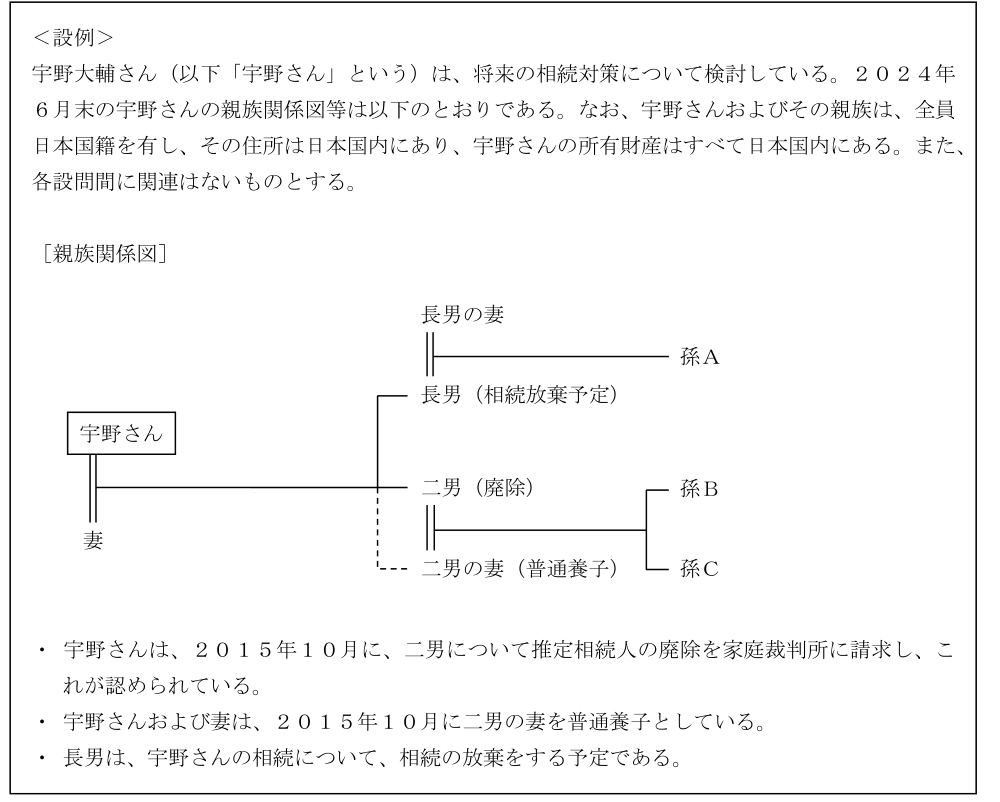 ＜設例＞
宇野大輔さん（以下「宇野さん」という）は、将来の相続対策について検討している。２０２４年
６月末の宇野さんの親族関係図等は以下のとおりである。なお、宇野さんおよびその親族は、全員
日本国籍を有し、その住所は日本国内にあり、宇野さんの所有財産はすべて日本国内にある。また、
各設問間に関連はないものとする。
［親族関係図］
長男の妻
孫Ａ
長男（相続放棄予定）
宇野さん
二男（廃除）
孫Ｂ
妻
二男の妻（普通養子）
孫Ｃ
・ 宇野さんは、２０１５年１０月に、二男について推定相続人の廃除を家庭裁判所に請求し、こ
れが認められている。
・ 宇野さんおよび妻は、２０１５年１０月に二男の妻を普通養子としている。
・ 長男は、宇野さんの相続について、相続の放棄をする予定である。